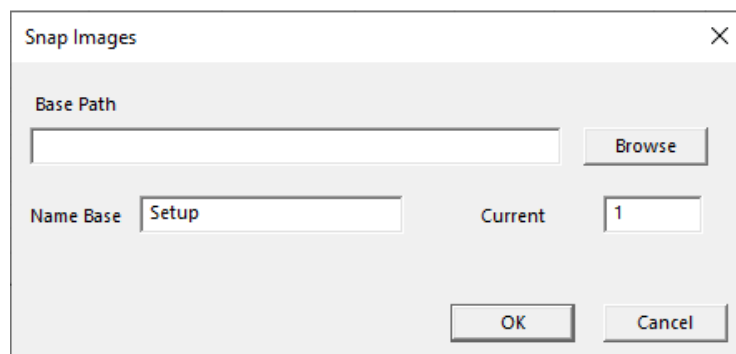 Snap Images
Base Path
Browse
Name Base Setup Current 1
OK Cancel